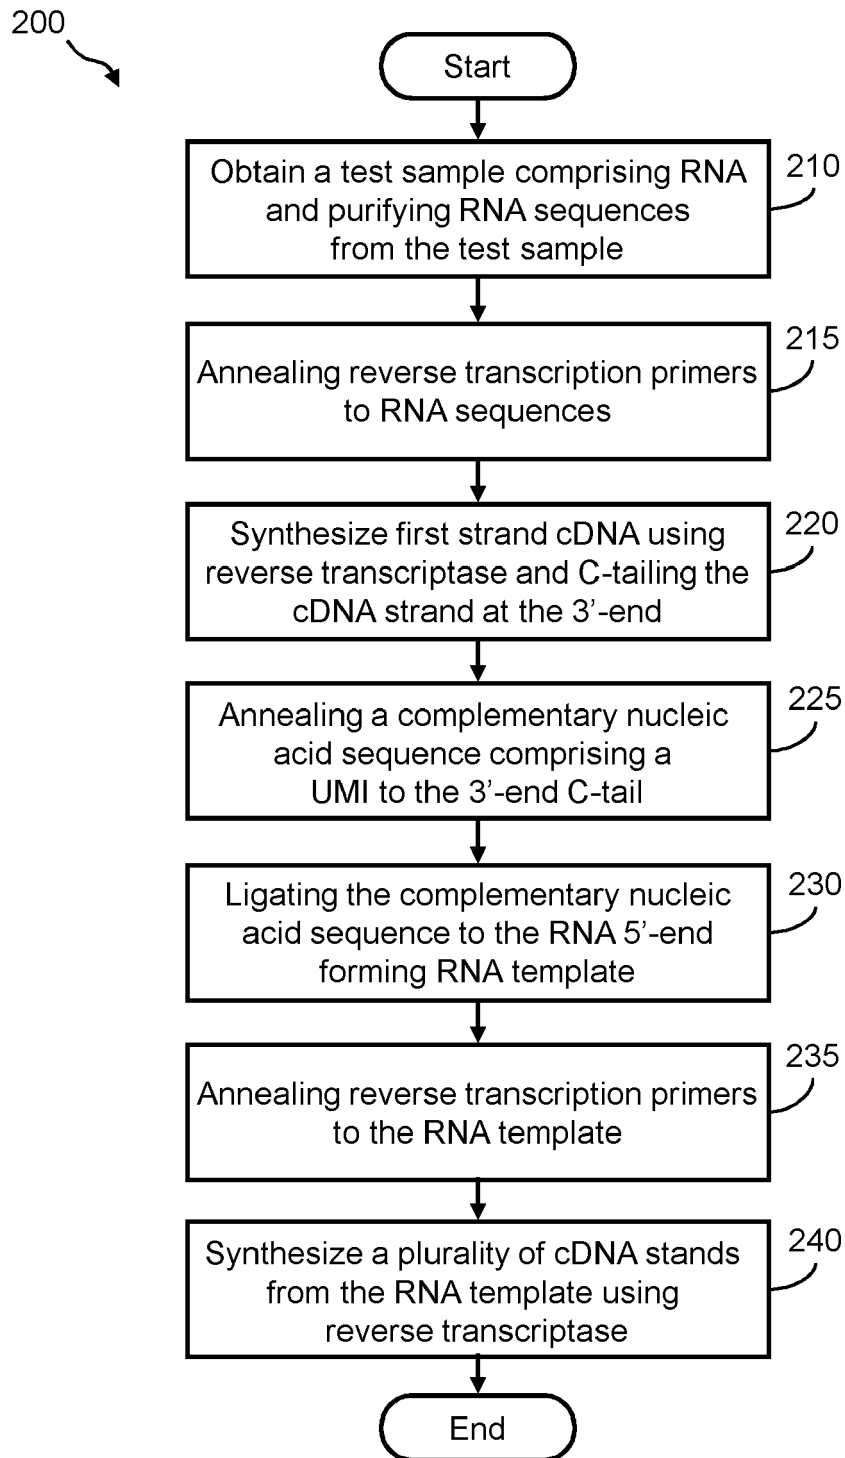 200
Start
Obtain a test sample comprising RNA
and purifying RNA sequences
from the test sample
210
Annealing reverse transcription primers
to RNA sequences
215
Synthesize first strand cDNA using
reverse transcriptase and C-tailing the
cDNA strand at the 3’-end
220
Annealing a complementary nucleic
acid sequence comprising a
UMI to the 3’-end C-tail
225
Ligating the complementary nucleic
acid sequence to the RNA 5’-end
forming RNA template
230
Annealing reverse transcription primers
to the RNA template
235
Synthesize a plurality of cDNA stands
from the RNA template using
reverse transcriptase
240
End